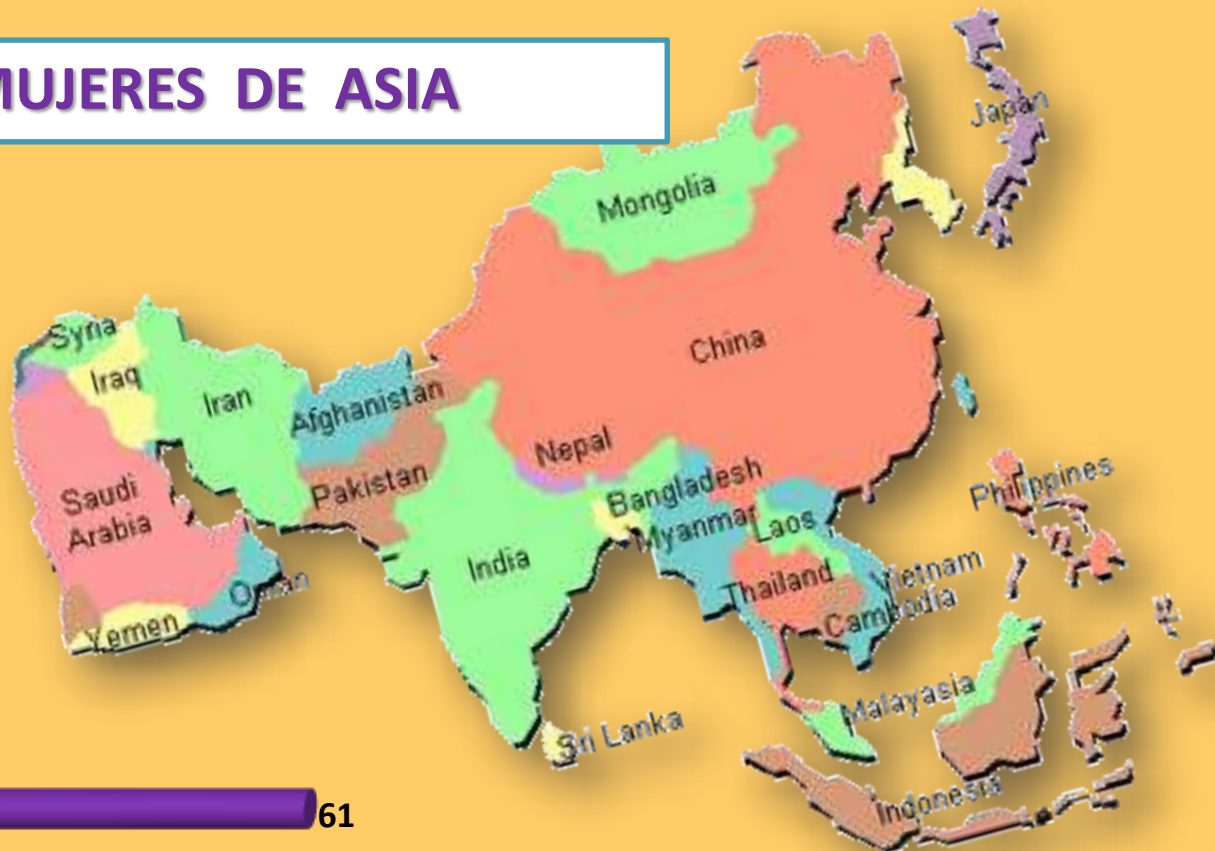 MUJERES DE ASIA
Japan
Mongolia
China
Syria
Iraq
Iran
Afghanistan
Pakistan
Nepal
Bangladesh
Saudi
Arabia
Philippines
Myanmar
Laos
India
Vietnam
Thailand
Oman
Cambodia
Yemen
Malayasia
Sri Lanka
Indonesia
61